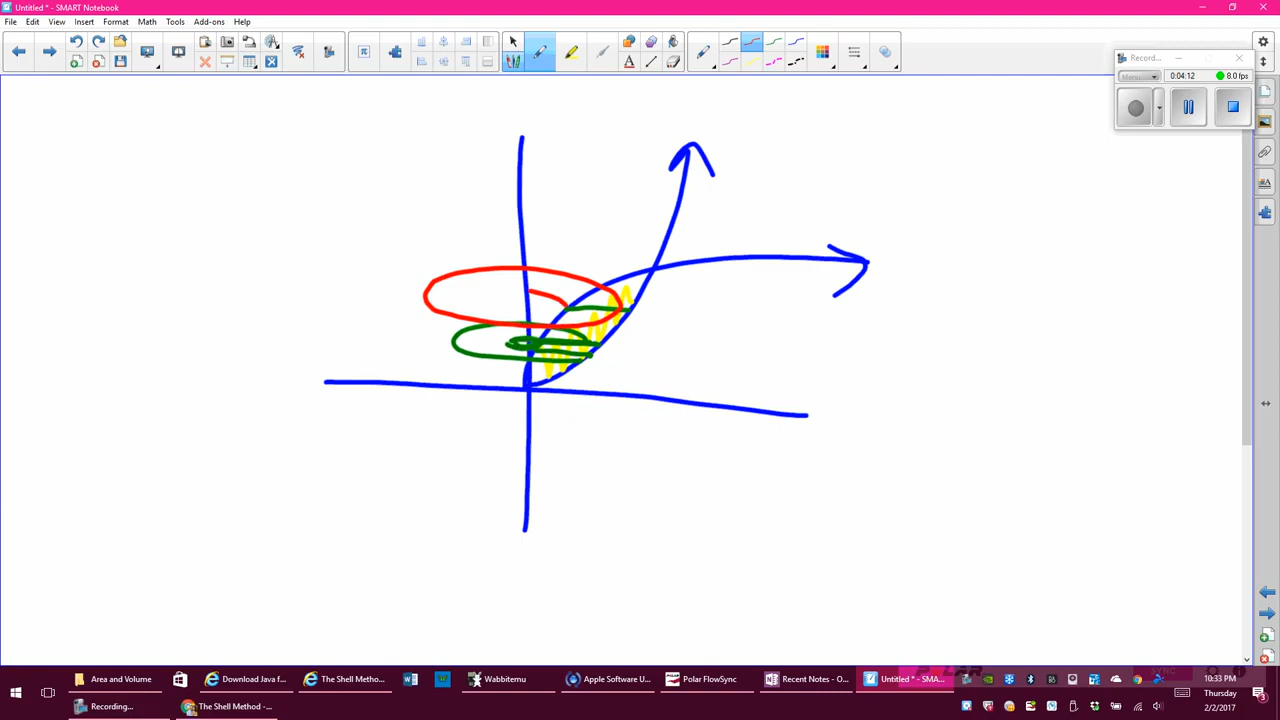 Untitled * - SMART Notebook
File Edit View Insert Format Math Tools Add-ons Help
Recor...
Menu
0:04:12
8.0 fps
Area and Volume
Download Java f...
The Shell Metho...
Wabbitemu
Apple Software U...
Polar FlowSync
Recent Notes - O...
Untitled * - SMA...
10:33 PM
Thursday
2/2/2017
Recording...
The Shell Method -...